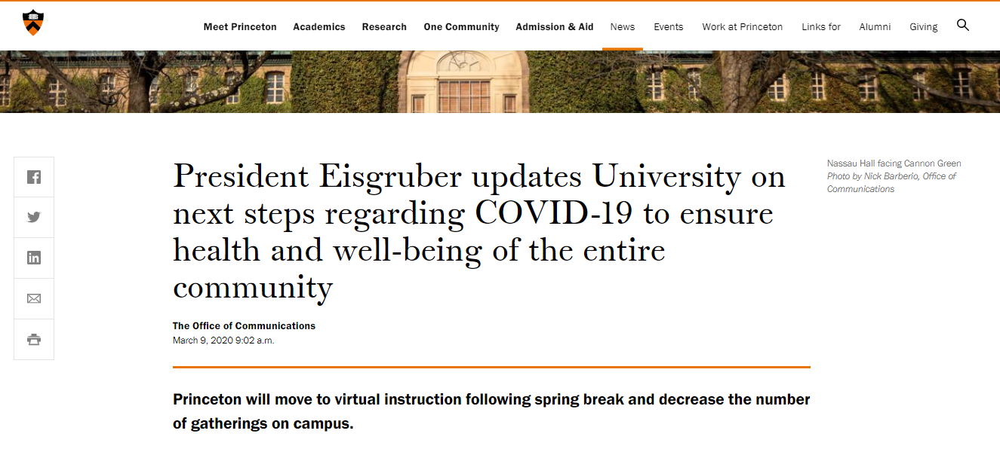 Meet Princeton Academics Research One Community Admission & Aid News Events Work at Princeton Links for Alumni Giving
President Eisgruber updates University on
next steps regarding COVID-19 to ensure
health and well-being of the entire
community
The Office of Communications
March 9, 2020 9:02 a.m.
Princeton will move to virtual instruction following spring break and decrease the number
of gatherings on campus.
Nassau Hall facing Cannon Green
Photo by Nick Barberio, Office of
Communications